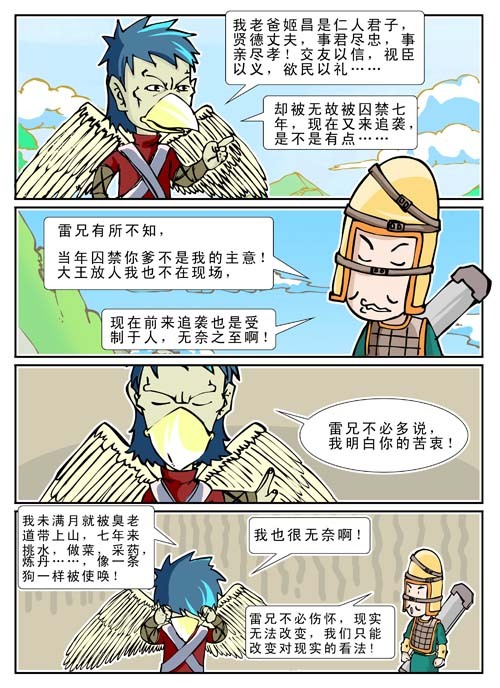 我老爸姬昌是仁人君子，
贤德丈夫，事君尽忠，事
亲尽孝！交友以信，视臣
以义，欲民以礼……
却被无故被囚禁七
年，现在又来追袭，
是不是有点……
雷兄有所不知，
当年囚禁你爹不是我的主意！
大王放人我也不在现场，
现在前来追袭也是受
制于人，无奈之至啊！
雷兄不必多说，
我明白你的苦衷！
我未满月就被臭老
道带上山，七年来
挑水，做菜，采药，
炼丹……，像一条
狗一样被使唤！
我也很无奈啊！
雷兄不必伤怀，现实
无法改变，我们只能
改变对现实的看法！